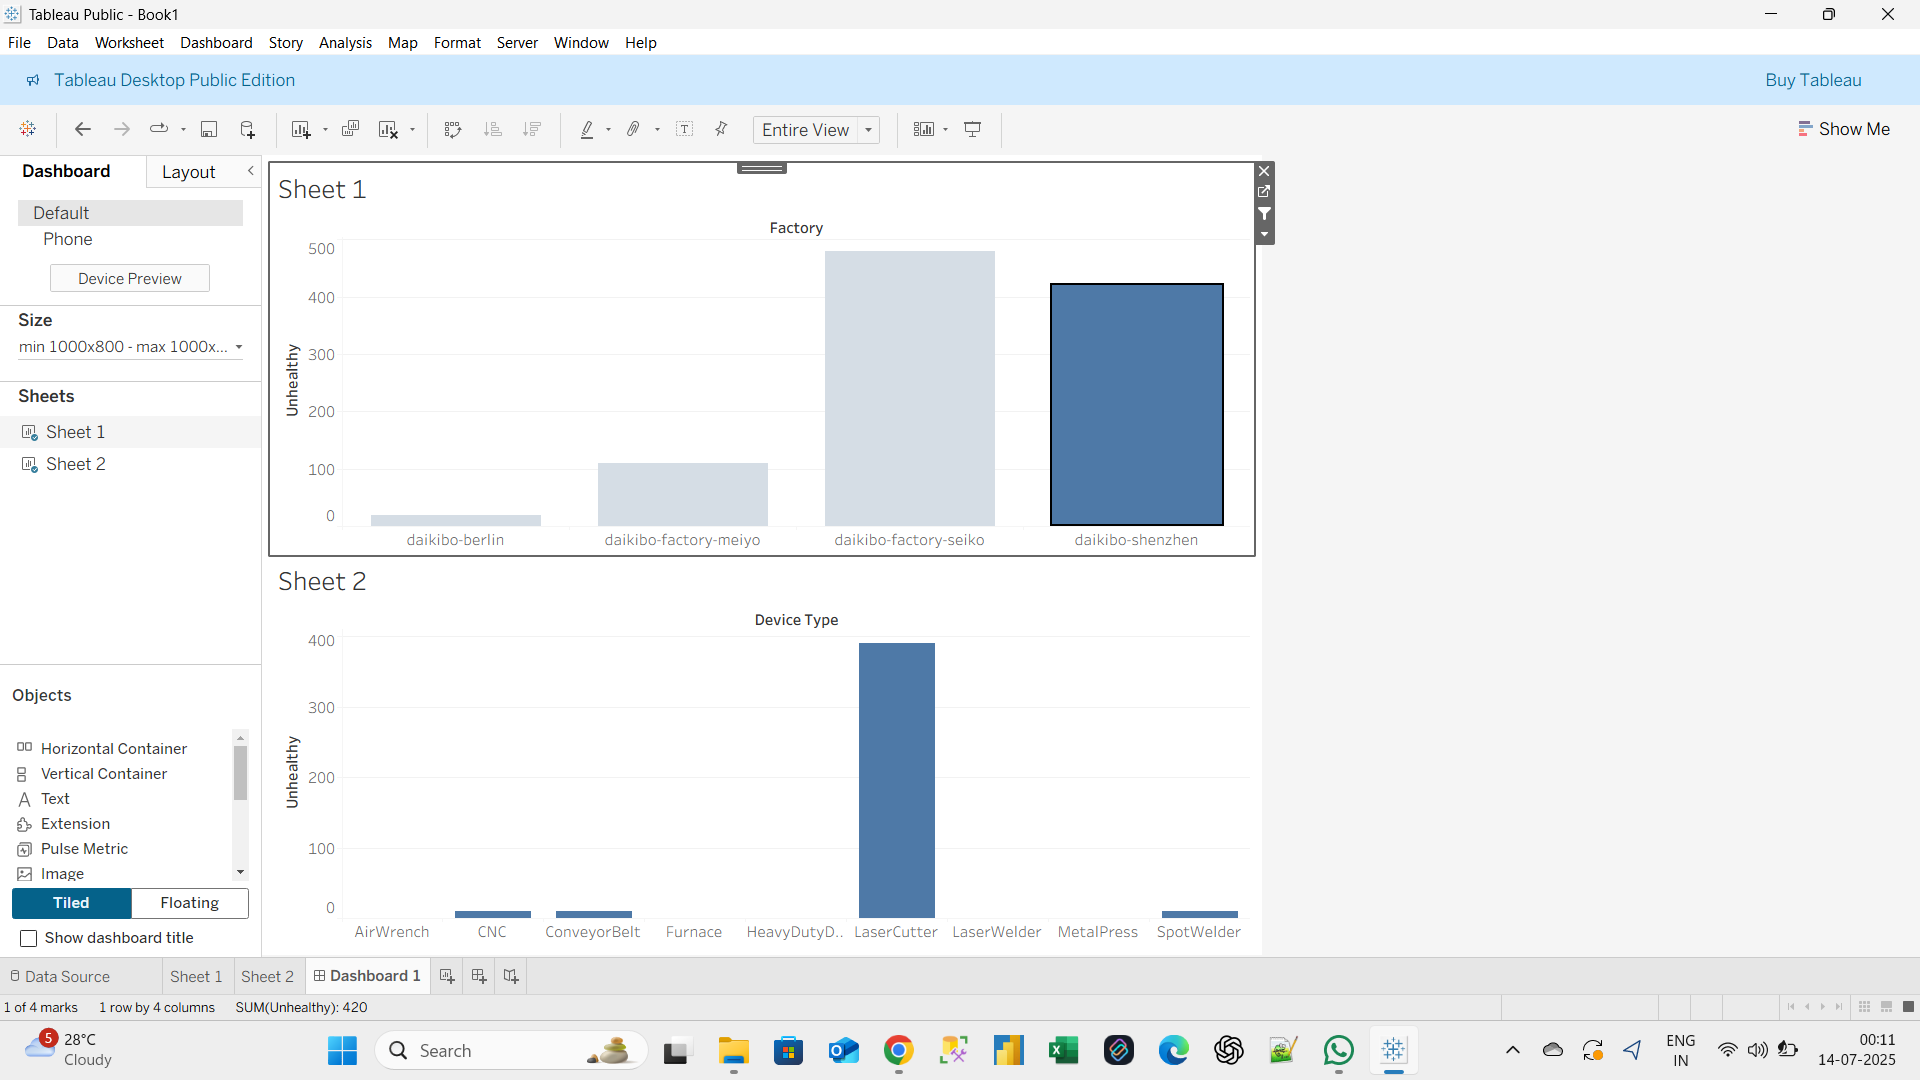 Tableau Public - Book1
File Data Worksheet Dashboard Story Analysis Map Format Server Window Help
Tableau Desktop Public Edition
Buy Tableau
Entire View
Show Me
Dashboard
Layout
Default
Phone
Device Preview
Size
min 1000x800 - max 1000x...
Sheets
Sheet 1
Sheet 2
Objects
Horizontal Container
Vertical Container
A Text
Extension
Pulse Metric
Image
Tiled
Floating
Show dashboard title
Sheet 1
Factory
Unhealthy
500
400
300
200
100
0
daikibo-berlin
daikibo-factory-meiyo
daikibo-factory-seiko
daikibo-shenzhen
Sheet 2
Device Type
Unhealthy
400
300
200
100
0
AirWrench
CNC
ConveyorBelt
Furnace
HeavyDutyD..
LaserCutter
LaserWelder
MetalPress
SpotWelder
Data Source
Sheet 1
Sheet 2
Dashboard 1
1 of 4 marks
1 row by 4 columns
SUM(Unhealthy): 420
5
28°C
Cloudy
Search
ENG
IN
00:11
14-07-2025